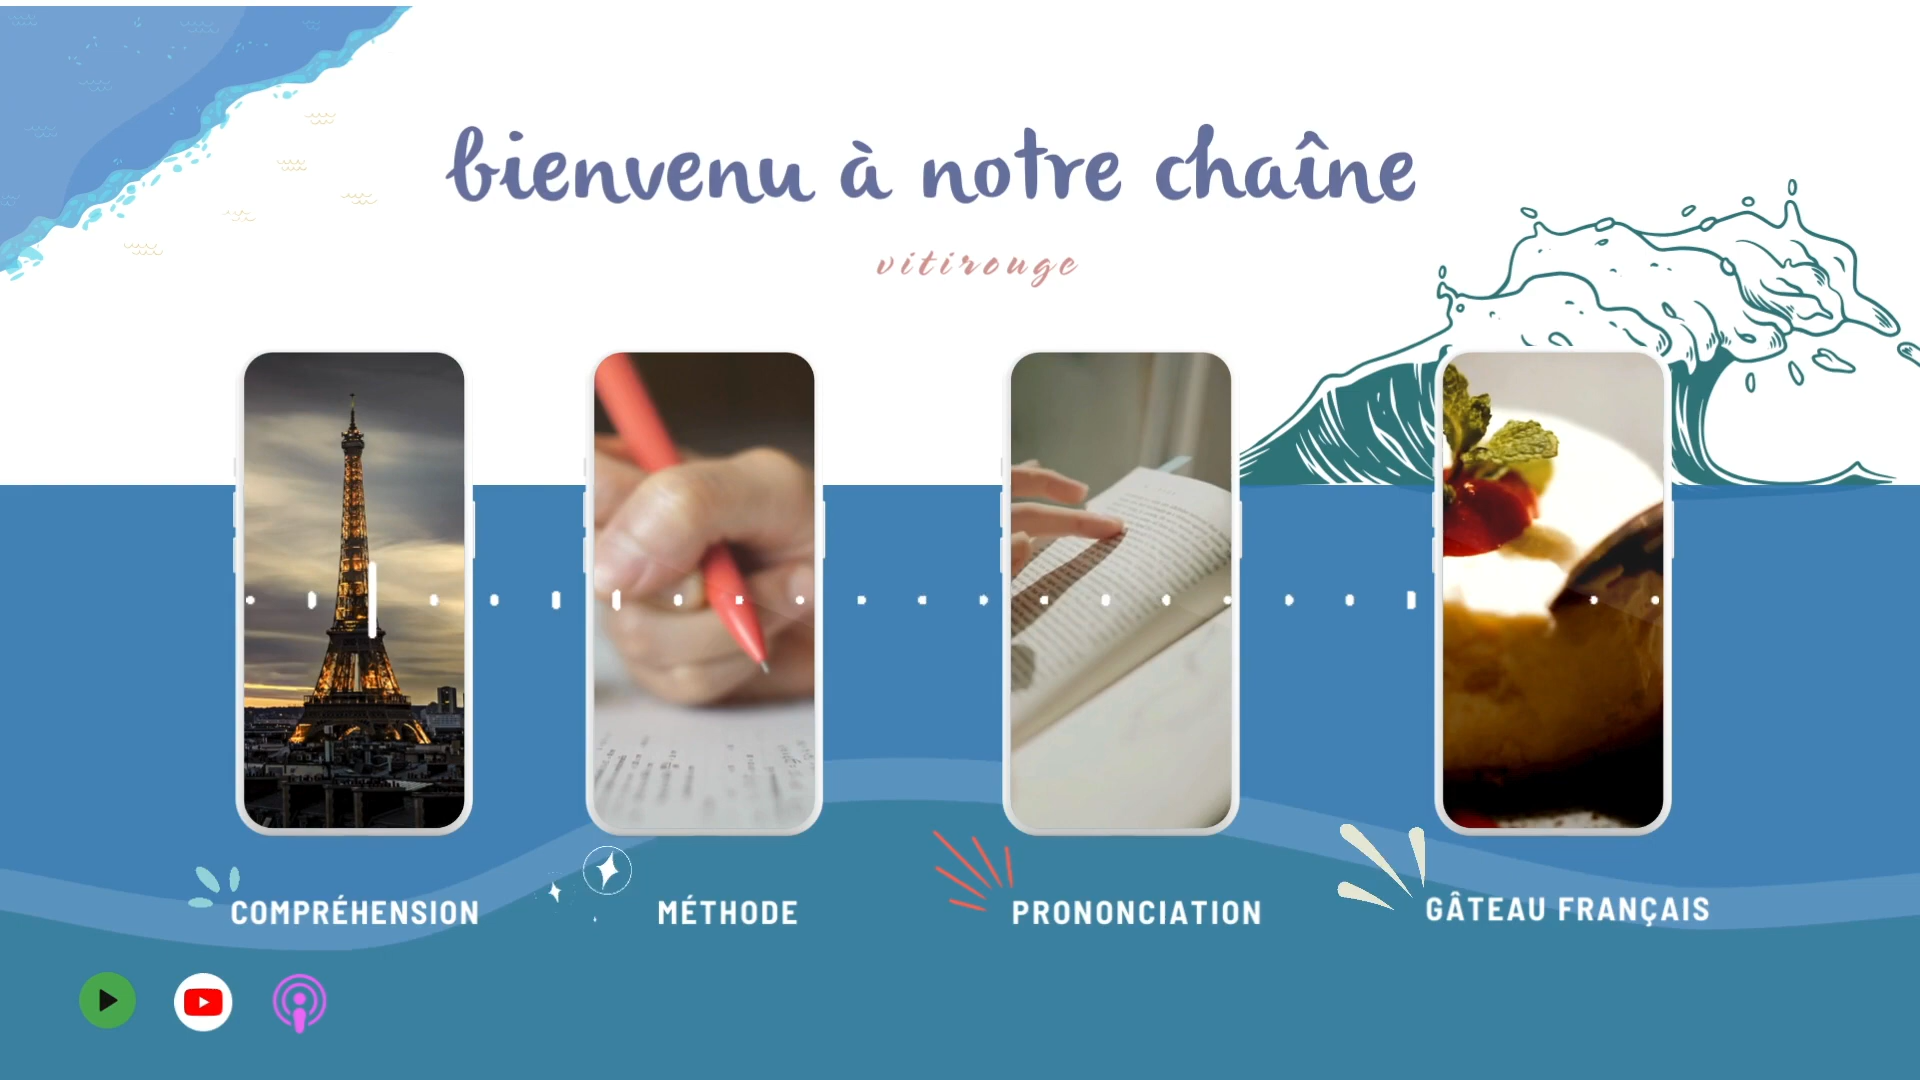 bienvenu à notre chaîne
vitirouge
COMPRÉHENSION
MÉTHODE
PRONONCIATION
GÂTEAU FRANÇAIS